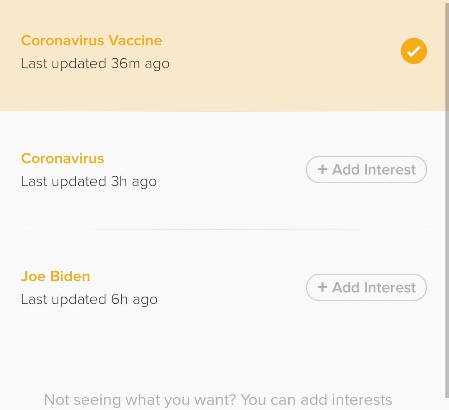 Coronavirus Vaccine
Last updated 36m ago
Coronavirus
Last updated 3h ago
+ Add Interest
Joe Biden
Last updated 6h ago
+ Add Interest
Not seeing what you want? You can add interests